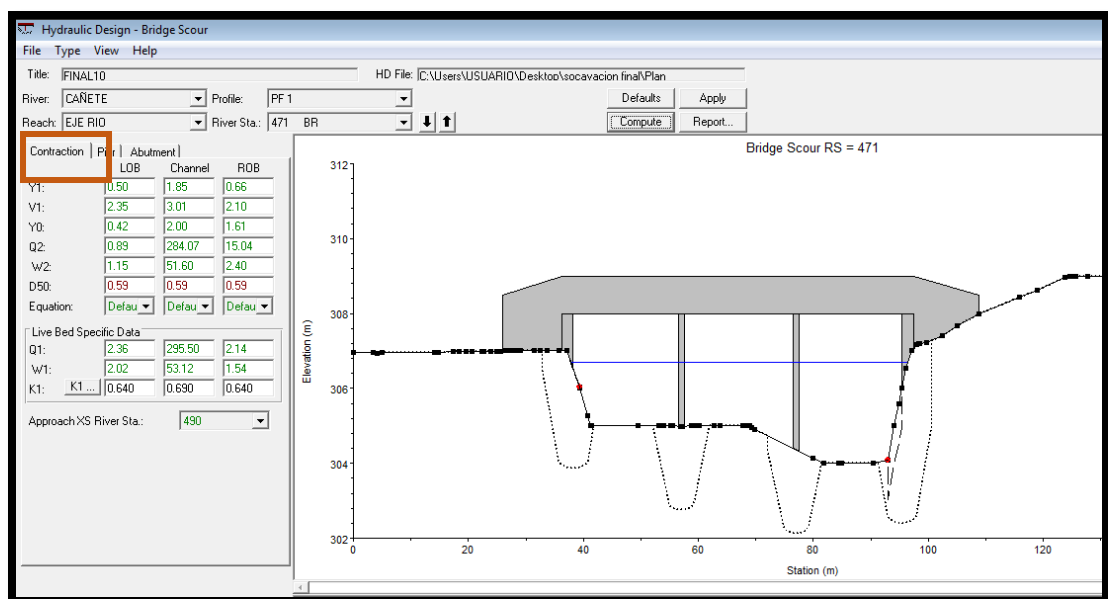 Hydraulic Design - Bridge Scour
File Type View Help
Title: FINAL10 HD File: C:\Users\USUARIO\Desktop\socavacion final\Plan
River: CAÑETE Profile: PF 1 Defaults Apply
Reach: EJE RIO River Sta.: 471 BR Compute Report...
Contraction Pier Abutment
LOB Channel ROB
Y1: 0.50 1.85 0.66
V1: 2.35 3.01 2.10
Y0: 0.42 2.00 1.61
Q2: 0.89 284.07 15.04
W2: 1.15 51.60 2.40
D50: 0.59 0.59 0.59
Equation: Defau Defau Defau
Live Bed Specific Data
Q1: 2.36 295.50 2.14
W1: 2.02 53.12 1.54
K1: K1 ... 0.640 0.690 0.640
Approach XS River Sta.: 490
Bridge Scour RS = 471
312
310
308
306
304
302
Elevation (m)
0 20 40 60 80 100 120
Station (m)